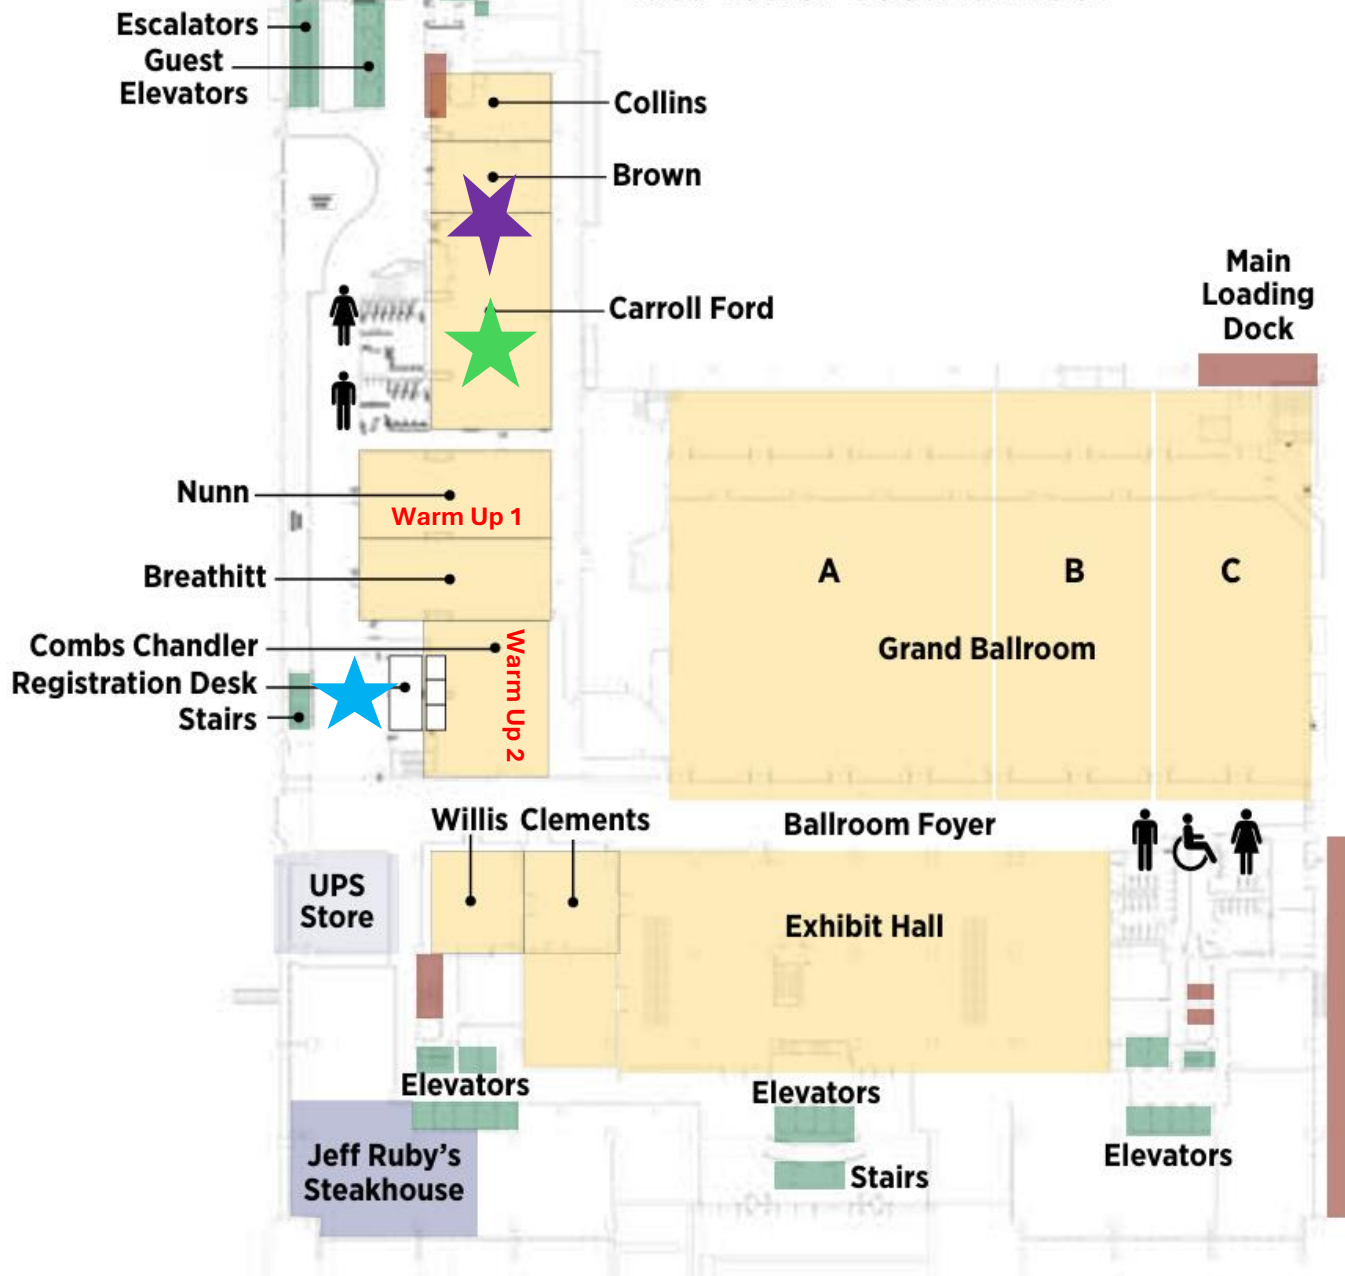 Escalators
Guest
Elevators
Collins
Brown
Carroll Ford
Main
Loading
Dock
Nunn
Warm Up 1
Breathitt
A
B
C
Combs Chandler
Warm Up 2
Grand Ballroom
Registration Desk
Stairs
Willis
Clements
Ballroom Foyer
UPS
Store
Exhibit Hall
Elevators
Elevators
Jeff Ruby's
Steakhouse
Stairs
Elevators